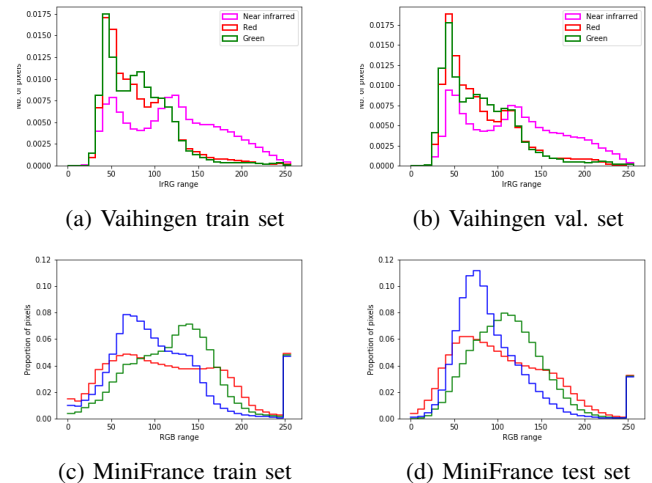 0.0175
0.0150
0.0125
0.0100
0.0075
0.0050
0.0025
0.0000
0 50 100 150 200 250
IrRG range
Near infrarred
Red
Green
(a) Vaihingen train set
0.0175
0.0150
0.0125
0.0100
0.0075
0.0050
0.0025
0.0000
0 50 100 150 200 250
IrRG range
Near infrarred
Red
Green
(b) Vaihingen val. set
0.12
0.10
0.08
0.06
0.04
0.02
0.00
Proportion of pixels
0 50 100 150 200 250
RGB range
(c) MiniFrance train set
0.12
0.10
0.08
0.06
0.04
0.02
0.00
Proportion of pixels
0 50 100 150 200 250
RGB range
(d) MiniFrance test set